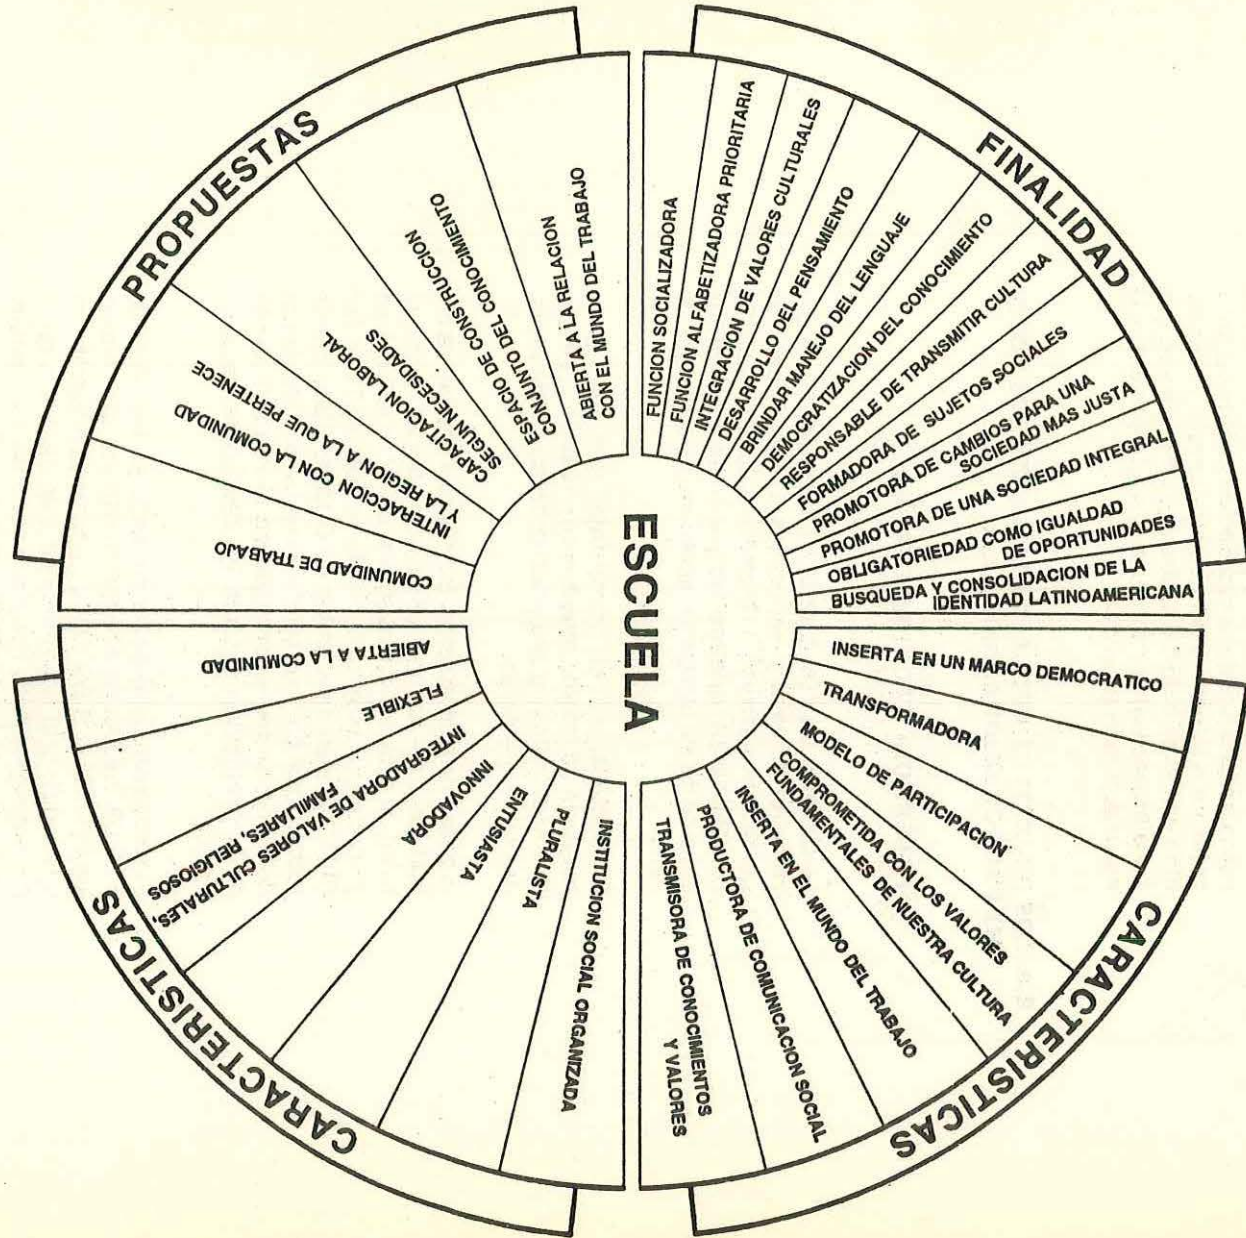 ESCUELA
FINALIDAD
FUNCION SOCIALIZADORA
FUNCION ALFABETIZADORA PRIORITARIA
INTEGRACION DE VALORES CULTURALES
DESARROLLO DEL PENSAMIENTO
BRINDAR MANEJO DEL LENGUAJE
DEMOCRATIZACION DEL CONOCIMIENTO
RESPONSABLE DE TRANSMITIR CULTURA
FORMADORA DE SUJETOS SOCIALES
PROMOTORA DE CAMBIOS PARA UNA
SOCIEDAD MAS JUSTA
PROMOTORA DE UNA SOCIEDAD INTEGRAL
OBLIGATORIEDAD COMO IGUALDAD
DE OPORTUNIDADES
BUSQUEDA Y CONSOLIDACION DE LA
IDENTIDAD LATINOAMERICANA
CARACTERISTICAS
INSERTA EN UN MARCO DEMOCRATICO
TRANSFORMADORA
MODELO DE PARTICIPACION
COMPROMETIDA CON LOS VALORES
FUNDAMENTALES DE NUESTRA CULTURA
INSERTA EN EL MUNDO DEL TRABAJO
PRODUCTORA DE COMUNICACION SOCIAL
TRANSMISORA DE CONOCIMIENTOS
Y VALORES
CARACTERISTICAS
INSTITUCION SOCIAL ORGANIZADA
PLURALISTA
ENTUSIASTA
INNOVADORA
INTEGRADORA DE VALORES CULTURALES,
FAMILIARES, RELIGIOSOS
FLEXIBLE
ABIERTA A LA COMUNIDAD
PROPUESTAS
COMUNIDAD DE TRABAJO
INTERACCION CON LA COMUNIDAD
Y LA REGION A LA QUE PERTENECE
CAPACITACION LABORAL
SEGUN NECESIDADES
ESPACIO DE CONSTRUCCION
CONJUNTO DEL CONOCIMIENTO
ABIERTA A LA RELACION
CON EL MUNDO DEL TRABAJO